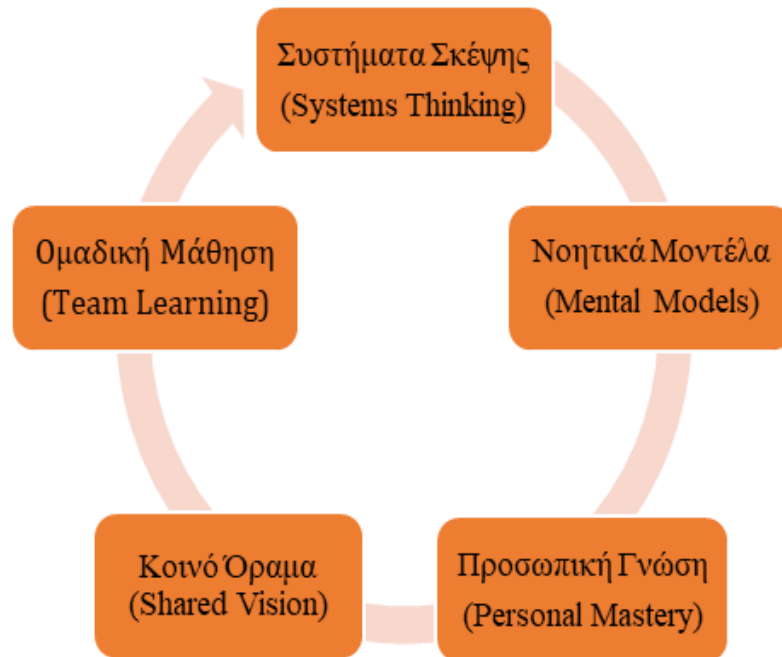 Συστήματα Σκέψης
(Systems Thinking)
Νοητικά Μοντέλα
(Mental Models)
Προσωπική Γνώση
(Personal Mastery)
Κοινό Όραμα
(Shared Vision)
Ομαδική Μάθηση
(Team Learning)